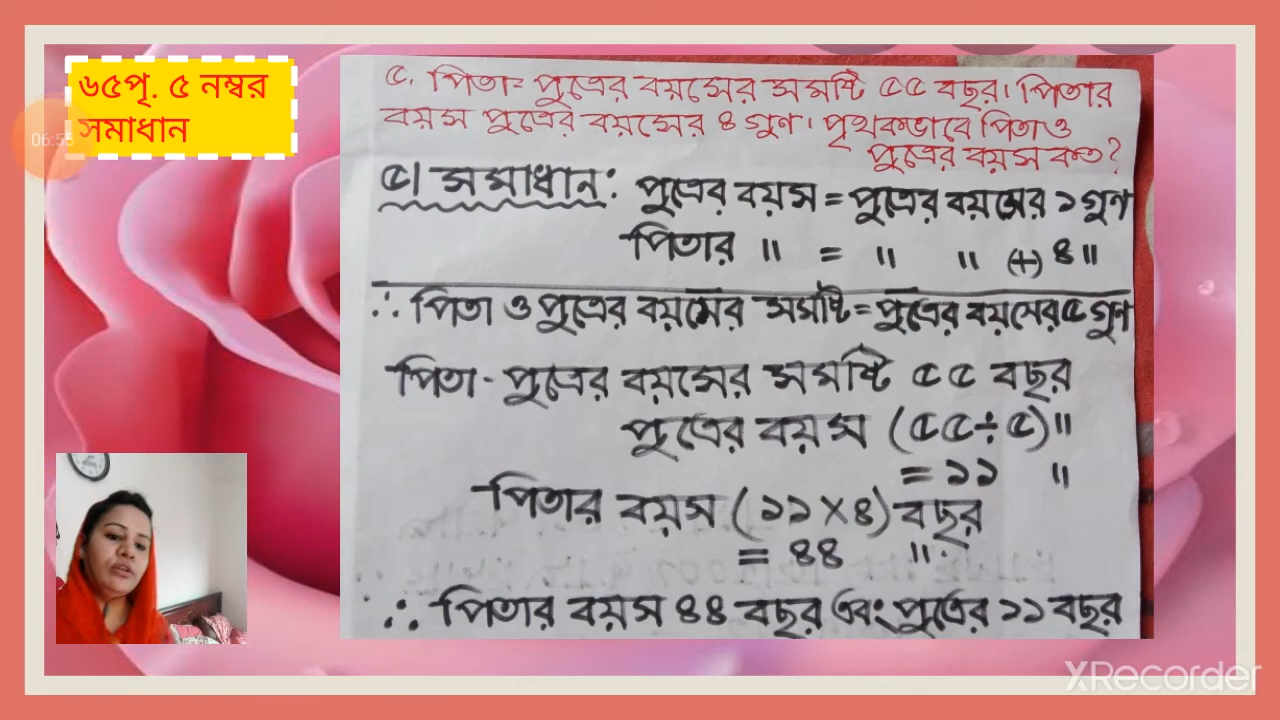 ৬৫পৃ. ৫ নম্বর
সমাধান
06:55
৫. পিতা-পুত্রের বয়সের সমষ্টি ৫৫ বছর। পিতার
বয়স পুত্রের বয়সের ৪ গুণ। পৃথকভাবে পিতা ও
পুত্রের বয়স কত?
৫। সমাধান: পুত্রের বয়স = পুত্রের বয়সের ১ গুণ
পিতার " = " " (+) ৪ "
∴ পিতা ও পুত্রের বয়সের সমষ্টি = পুত্রের বয়সের ৫ গুণ
পিতা - পুত্রের বয়সের সমষ্টি ৫৫ বছর
পুত্রের বয়স (৫৫÷৫) "
= ১১ "
পিতার বয়স (১১×৪) বছর
= ৪৪ "
∴ পিতার বয়স ৪৪ বছর এবং পুত্রের ১১ বছর
XRecorder